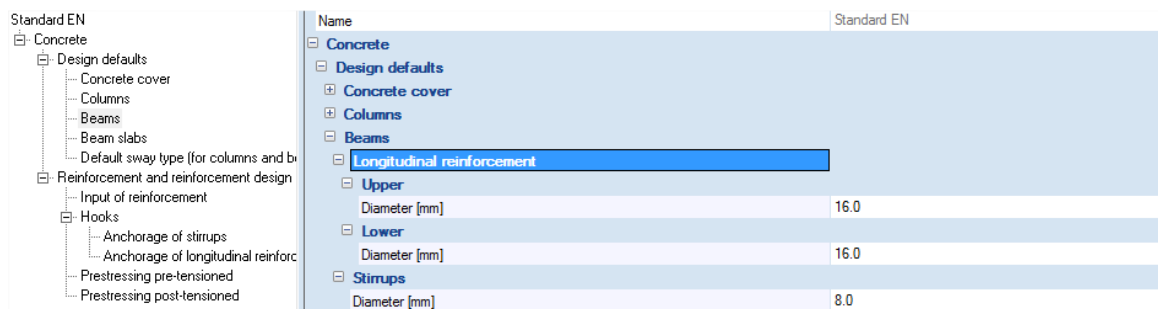 Standard EN
Concrete
Design defaults
Concrete cover
Columns
Beams
Beam slabs
Default sway type (for columns and b
Reinforcement and reinforcement design
Input of reinforcement
Hooks
Anchorage of stirrups
Anchorage of longitudinal reinforc
Prestressing pre-tensioned
Prestressing post-tensioned
Name Standard EN
Concrete
Design defaults
Concrete cover
Columns
Beams
Longitudinal reinforcement
Upper
Diameter [mm] 16.0
Lower
Diameter [mm] 16.0
Stirrups
Diameter [mm] 8.0